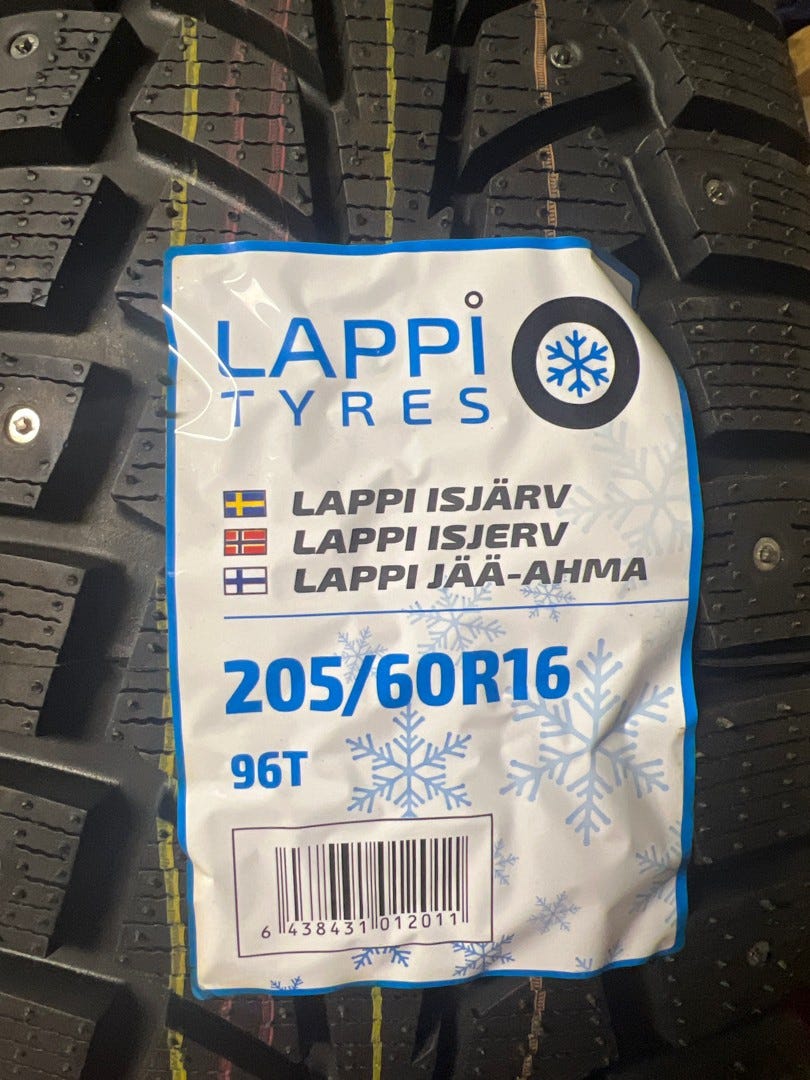 LAPPI
TYRES
LAPPI ISJÄRV
LAPPI ISJERV
LAPPI JÄÄ-AHMA
205/60R16
96T
6 438431 012011